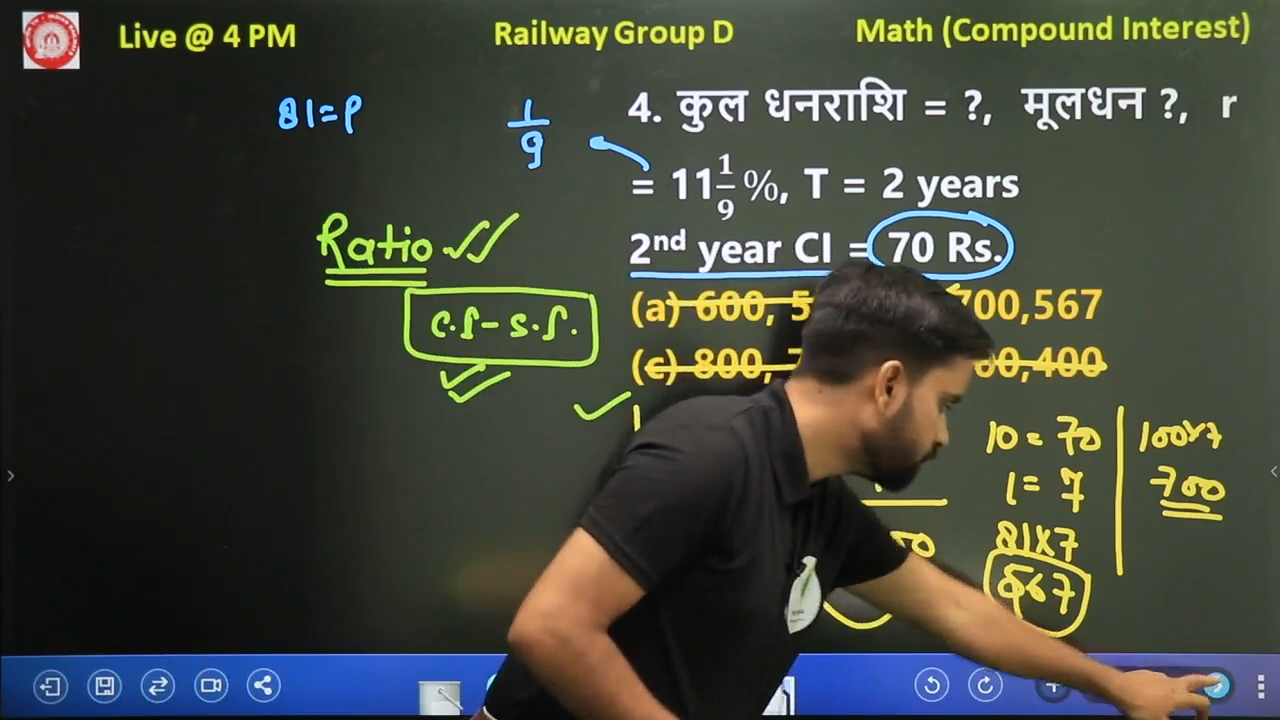 Live @ 4 PM
Railway Group D
Math (Compound Interest)
81=P
1/9
4. कुल धनराशि = ?, मूलधन ?, r
= 11 1/9 %, T = 2 years
2nd year CI = 70 Rs.
Ratio
(a) 600, 5
700,567
C.I-S.I.
(c) 800, 7
00,400
10 = 70
100×7
1 = 7
700
81×7
567